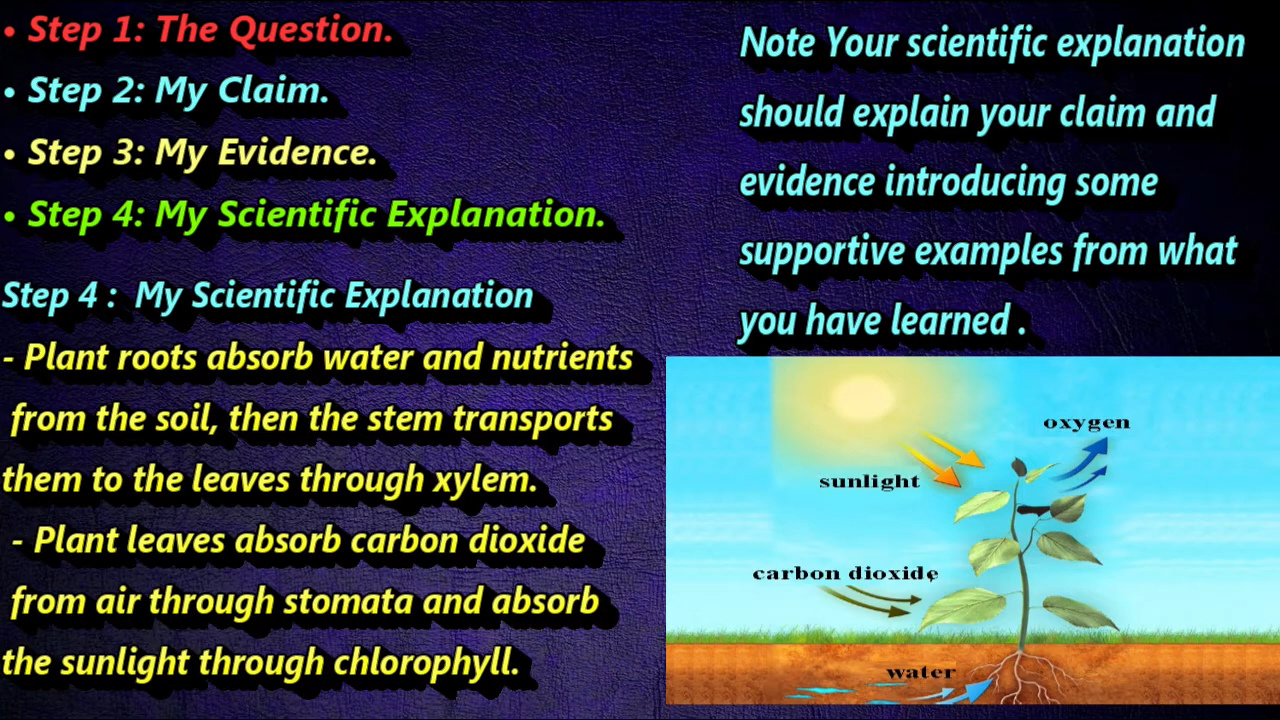 • Step 1: The Question.
• Step 2: My Claim.
• Step 3: My Evidence.
• Step 4: My Scientific Explanation.
Step 4 : My Scientific Explanation
- Plant roots absorb water and nutrients
from the soil, then the stem transports
them to the leaves through xylem.
- Plant leaves absorb carbon dioxide
from air through stomata and absorb
the sunlight through chlorophyll.
Note Your scientific explanation
should explain your claim and
evidence introducing some
supportive examples from what
you have learned .
oxygen
sunlight
carbon dioxide
water